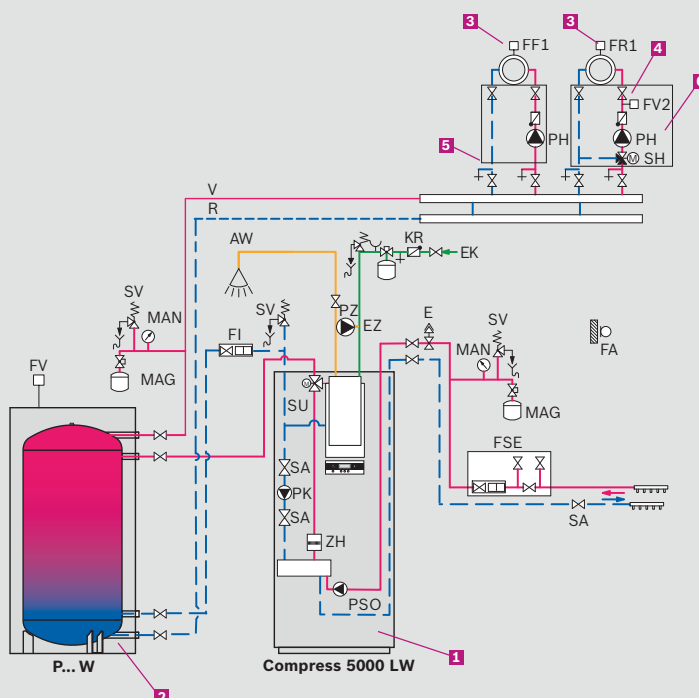 3
FF1
3
FR1
4
FV2
PH
PH
M
SH
5
V
R
AW
KR
EK
SV
MAN
SV
PZ
EZ
FI
E
SV
MAN
FA
FV
MAG
M
SU
MAG
FSE
SA
PK
SA
SA
ZH
PSO
1
P... W
Compress 5000 LW
2